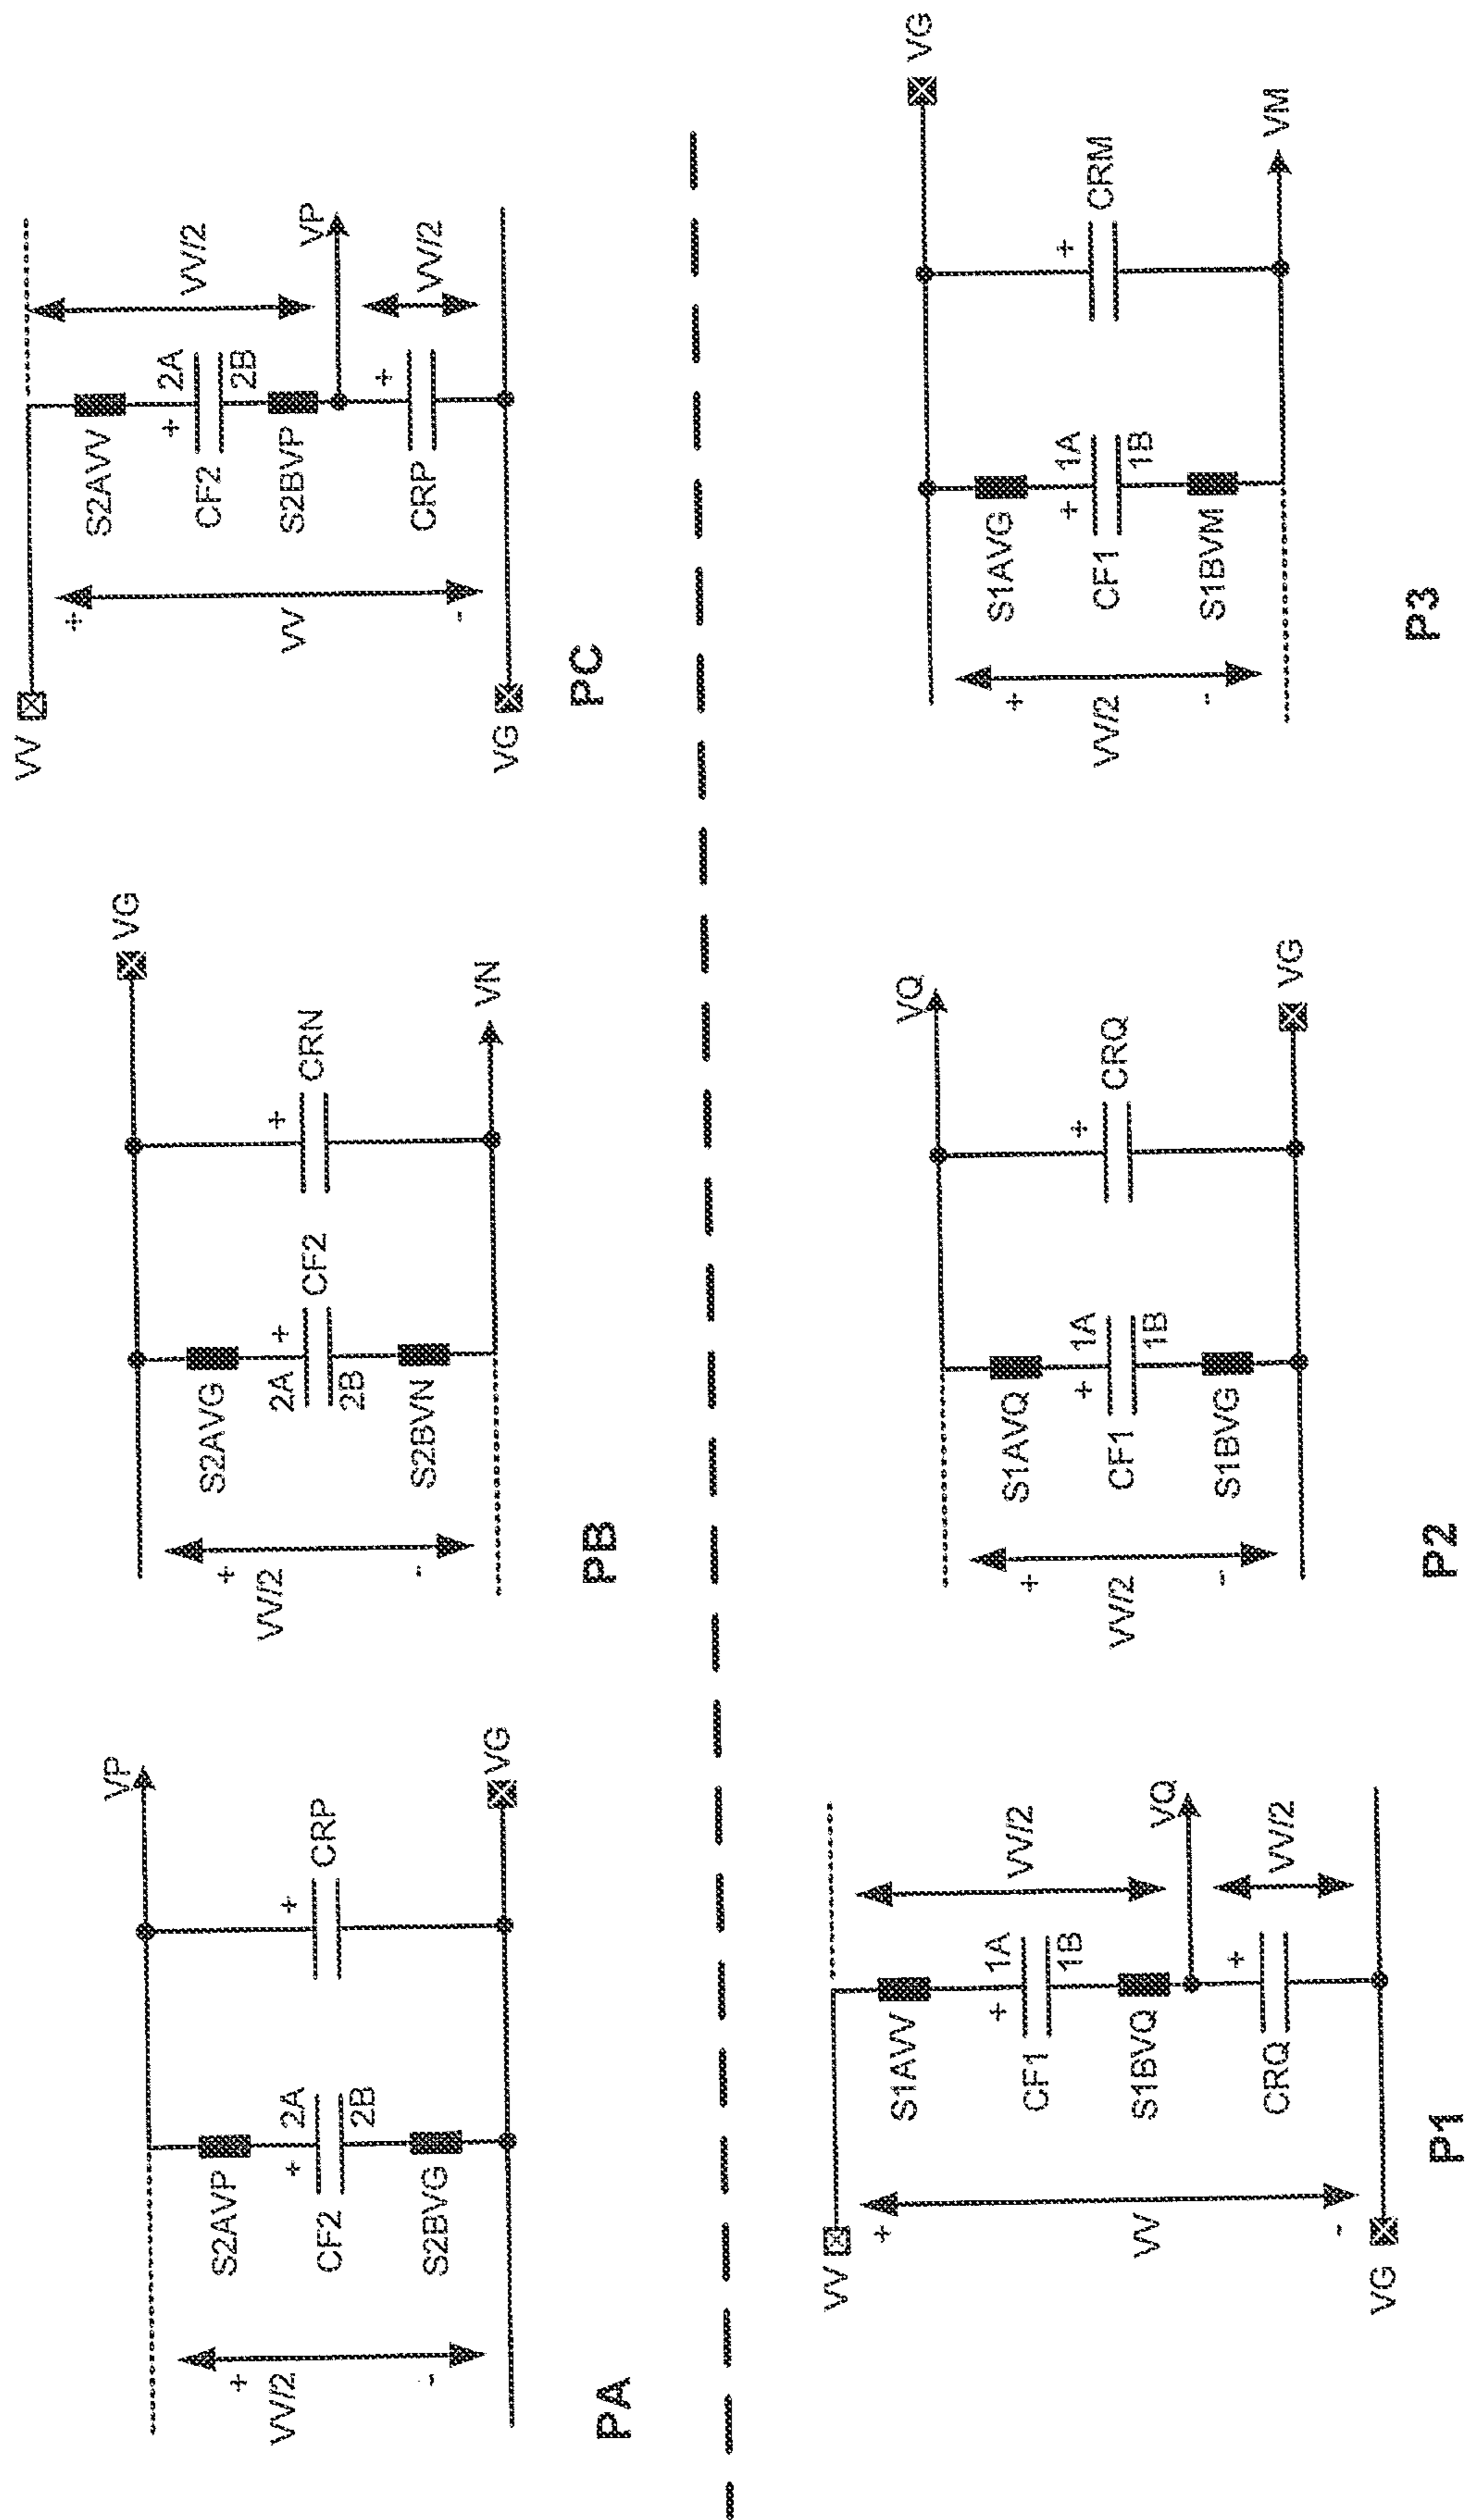 VP
VG
S2AVP
+
2A
CF2
2B
S2BVG
+
CRP
+
VV/2
-
PA
VG
VN
S2AVG
2A
+
CF2
2B
S2BVN
+
CRN
+
VV/2
-
PB
VV
VG
S2AVV
+
2A
CF2
2B
S2BVP
VP
+
CRP
+
VV
-
VV/2
VV/2
PC
VV
VG
S1AVV
+
1A
CF1
1B
S1BVQ
VQ
+
CRQ
+
VV
-
VV/2
VV/2
P1
VQ
VG
S1AVQ
+
1A
CF1
1B
S1BVG
+
CRQ
+
VV/2
-
P2
VG
VM
S1AVG
+
1A
CF1
1B
S1BVM
+
CRM
+
VV/2
-
P3